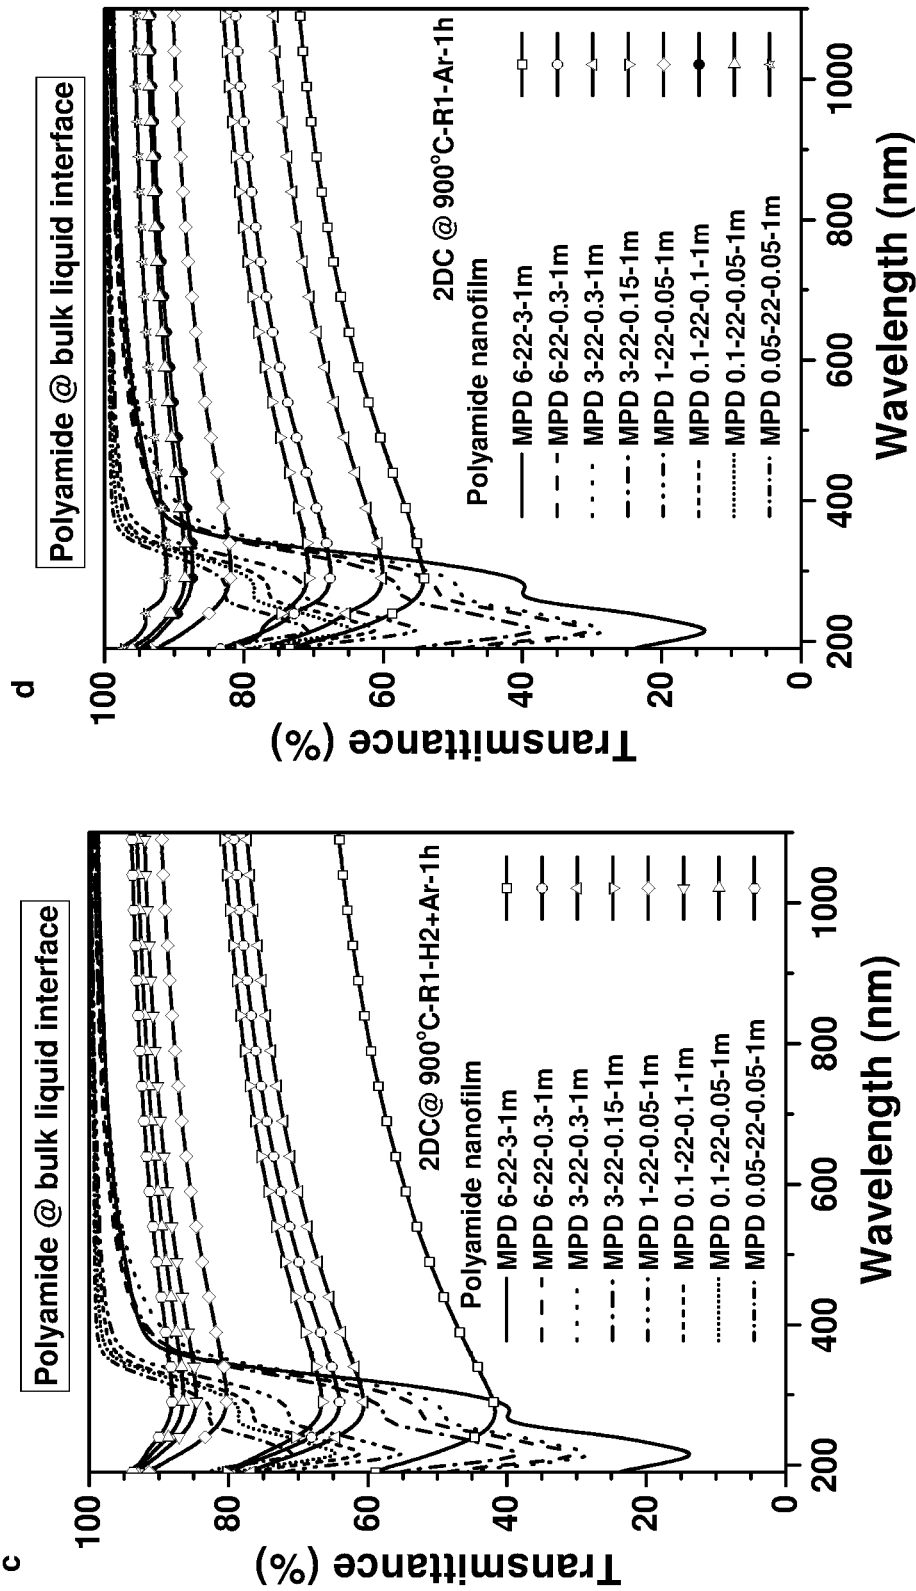 c
Polyamide @ bulk liquid interface
2DC@ 900°C-R1-H2+Ar-1h
Polyamide nanofilm
MPD 6-22-3-1m
MPD 6-22-0.3-1m
MPD 3-22-0.3-1m
MPD 3-22-0.15-1m
MPD 1-22-0.05-1m
MPD 0.1-22-0.1-1m
MPD 0.1-22-0.05-1m
MPD 0.05-22-0.05-1m
Transmittance (%)
100
80
60
40
20
0
200
400
600
800
1000
Wavelength (nm)
d
Polyamide @ bulk liquid interface
2DC @ 900°C-R1-Ar-1h
Polyamide nanofilm
MPD 6-22-3-1m
MPD 6-22-0.3-1m
MPD 3-22-0.3-1m
MPD 3-22-0.15-1m
MPD 1-22-0.05-1m
MPD 0.1-22-0.1-1m
MPD 0.1-22-0.05-1m
MPD 0.05-22-0.05-1m
Transmittance (%)
100
80
60
40
20
0
200
400
600
800
1000
Wavelength (nm)